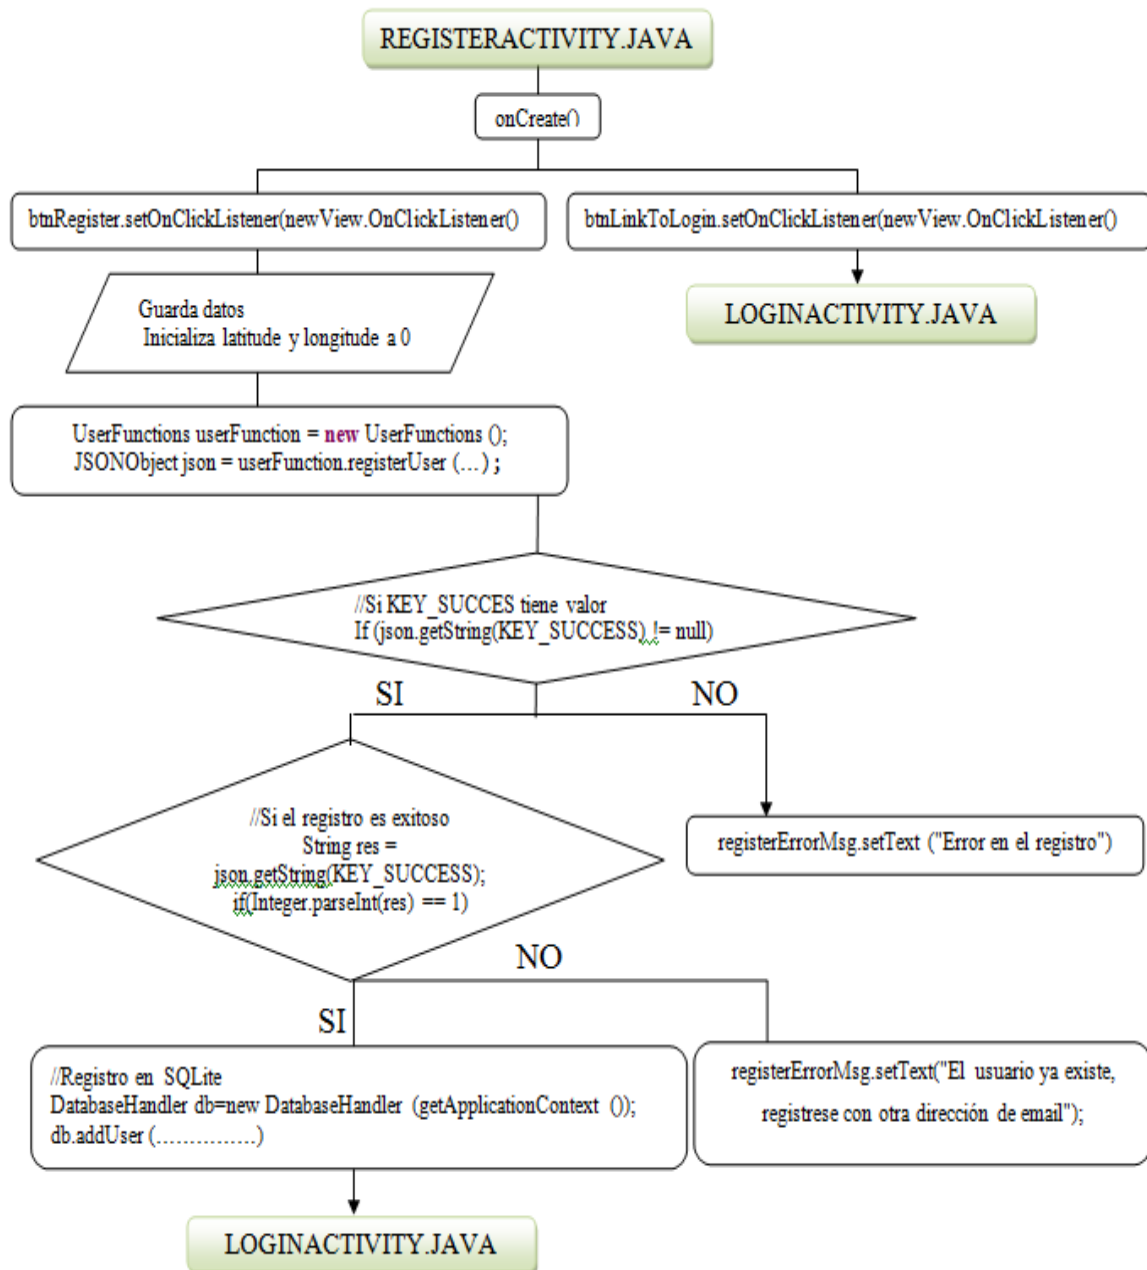 REGISTERACTIVITY.JAVA
onCreate()
btnRegister.setOnClickListener(newView.OnClickListener()
btnLinkToLogin.setOnClickListener(newView.OnClickListener()
Guarda datos
Inicializa latitude y longitude a 0
LOGINACTIVITY.JAVA
UserFunctions userFunction = new UserFunctions ();
JSONObject json = userFunction.registerUser (...) ;
//Si KEY_SUCCES tiene valor
If (json.getString(KEY_SUCCESS) != null)
SI
NO
//Si el registro es exitoso
String res =
json.getString(KEY_SUCCESS);
if(Integer.parseInt(res) == 1)
registerErrorMsg.setText ("Error en el registro")
NO
SI
//Registro en SQLite
DatabaseHandler db=new DatabaseHandler (getApplicationContext ());
db.addUser (...............)
registerErrorMsg.setText("El usuario ya existe,
registrese con otra dirección de email");
LOGINACTIVITY.JAVA